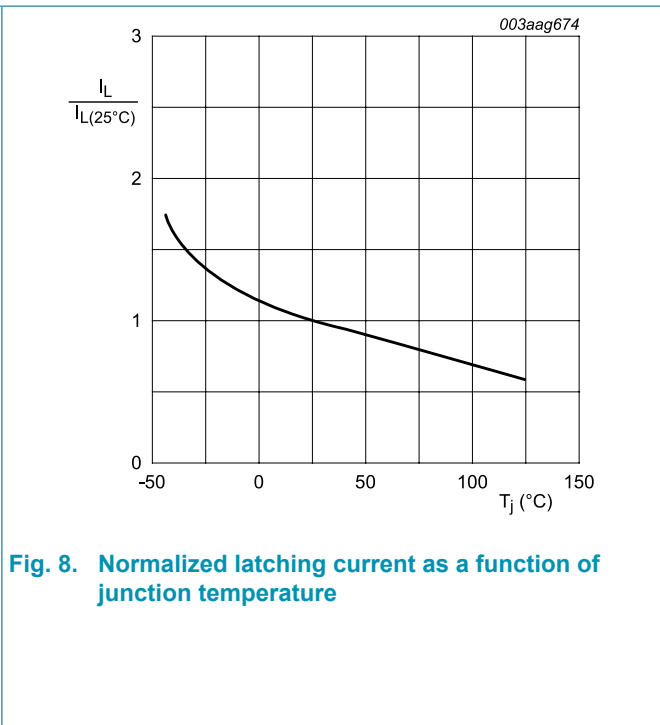 003aag674
3
I_L
I_L(25°C)
2
1
0
-50 0 50 100 150
T_j (°C)
Fig. 8. Normalized latching current as a function of
junction temperature